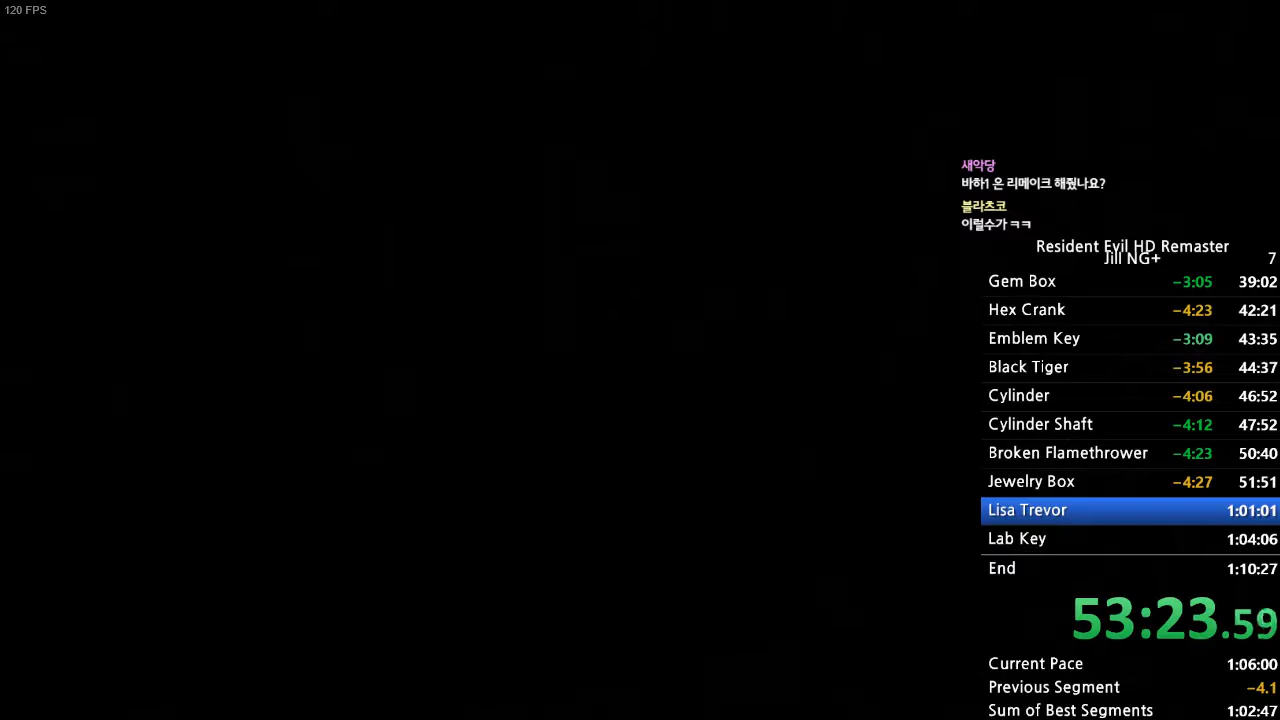 120 FPS
새악당
바하1 은 리메이크 해줬나요?
블라츠코
이럴수가 ㅋㅋ
Resident Evil HD Remaster
Jill NG+ 7
Gem Box -3:05 39:02
Hex Crank -4:23 42:21
Emblem Key -3:09 43:35
Black Tiger -3:56 44:37
Cylinder -4:06 46:52
Cylinder Shaft -4:12 47:52
Broken Flamethrower -4:23 50:40
Jewelry Box -4:27 51:51
Lisa Trevor 1:01:01
Lab Key 1:04:06
End 1:10:27
53:23.59
Current Pace 1:06:00
Previous Segment -4.1
Sum of Best Segments 1:02:47